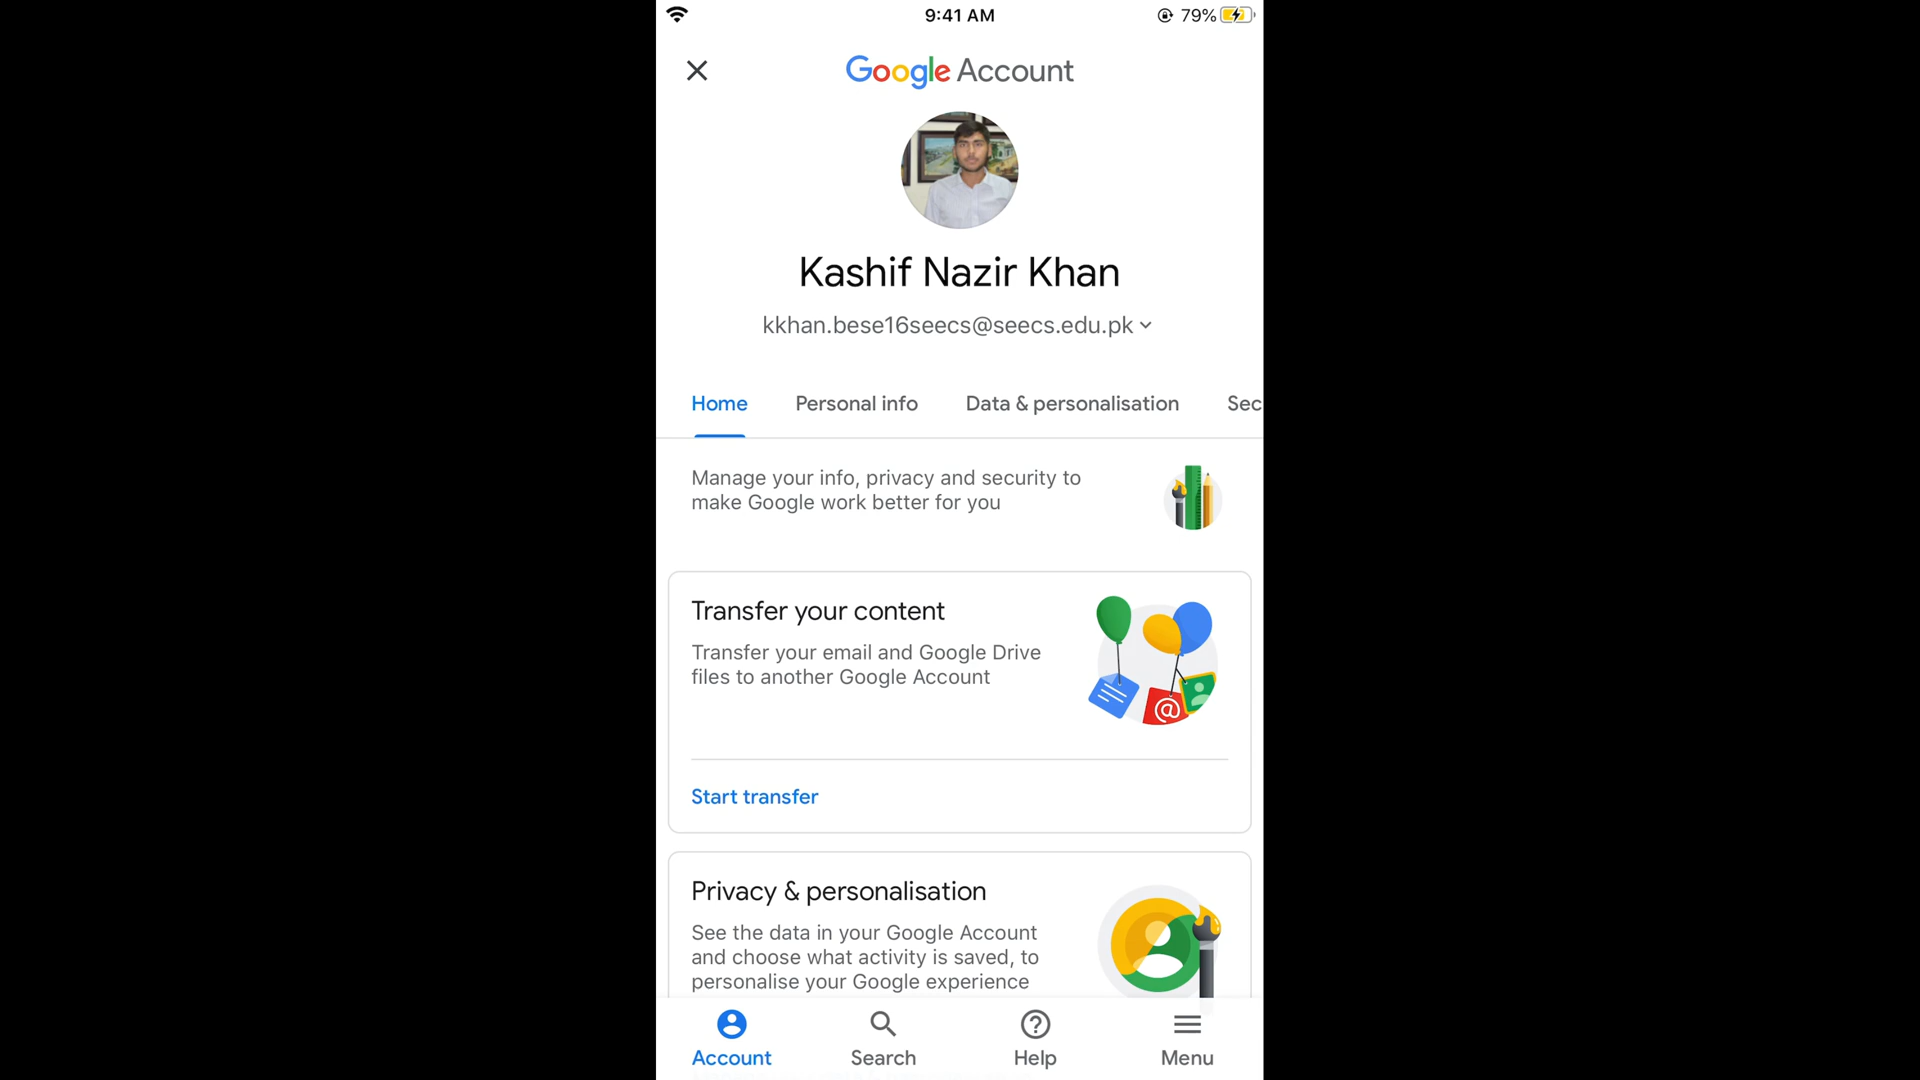 9:41 AM
79%
Google Account
Kashif Nazir Khan
kkhan.bese16seecs@seecs.edu.pk
Home Personal info Data & personalisation Sec
Manage your info, privacy and security to
make Google work better for you
Transfer your content
Transfer your email and Google Drive
files to another Google Account
@
Start transfer
Privacy & personalisation
See the data in your Google Account
and choose what activity is saved, to
personalise your Google experience
Account Search Help Menu